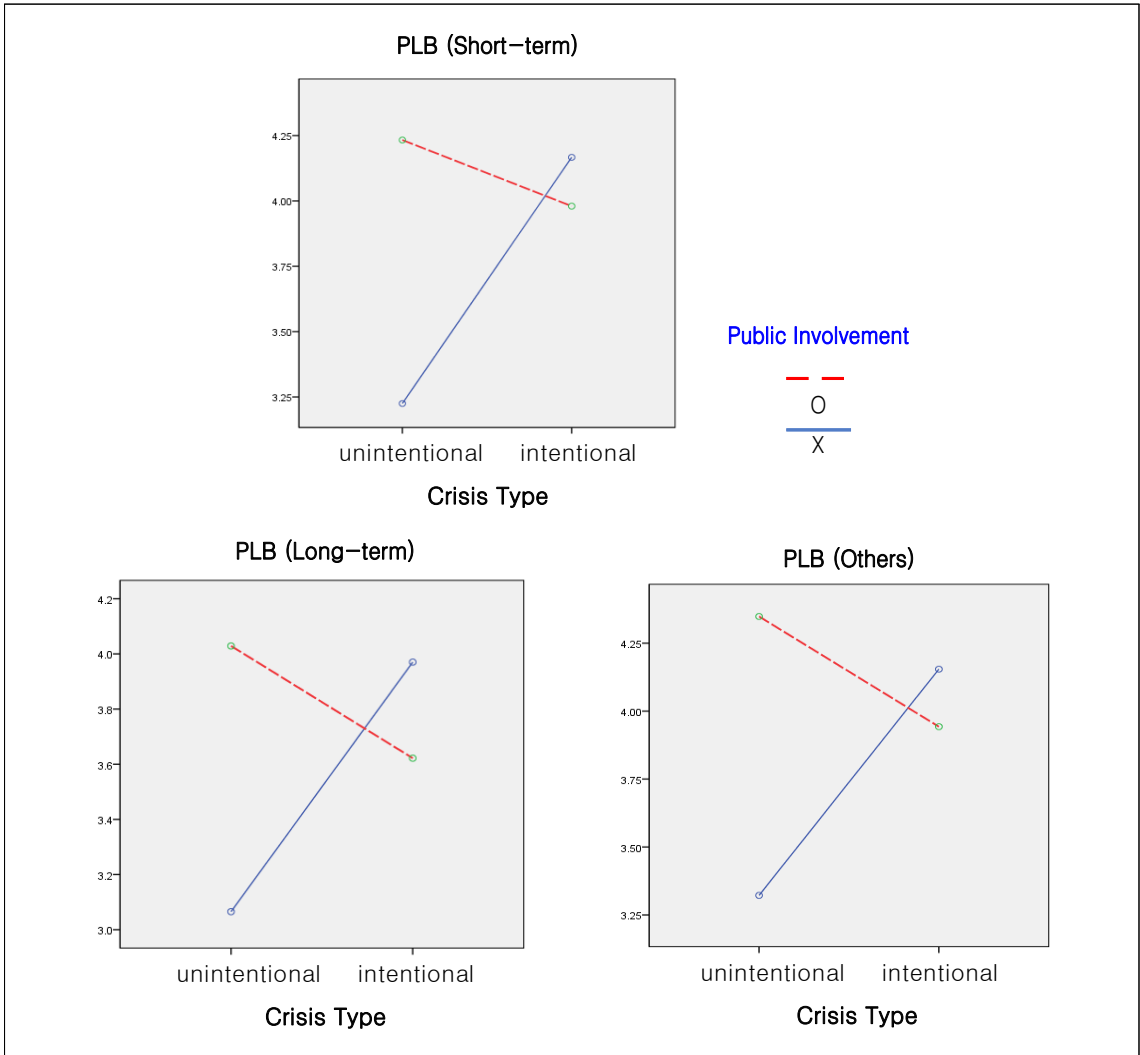 PLB (Short-term)
4.25
4.00
3.75
3.50
3.25
unintentional intentional
Crisis Type
Public Involvement
O
X
PLB (Long-term)
4.2
4.0
3.8
3.6
3.4
3.2
3.0
unintentional intentional
Crisis Type
PLB (Others)
4.25
4.00
3.75
3.50
3.25
unintentional intentional
Crisis Type